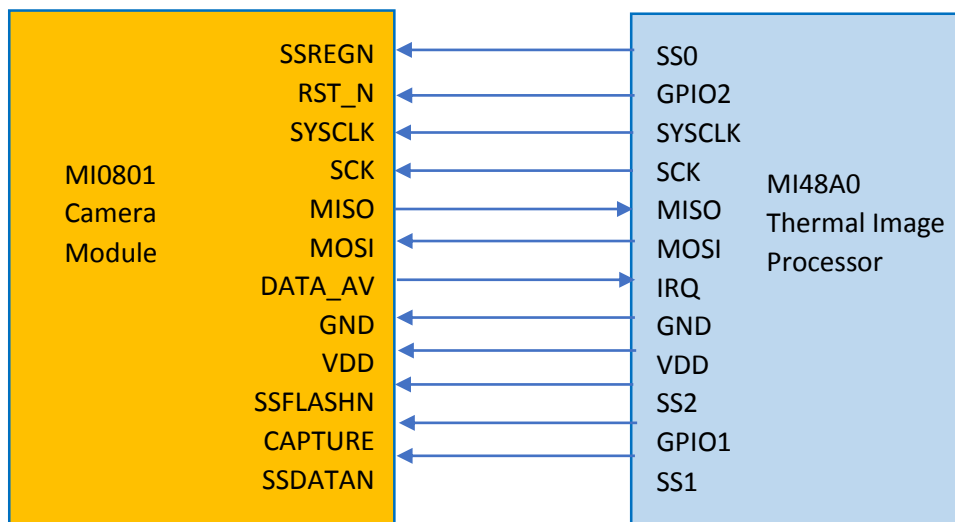 SSREGN
RST_N
SYSCLK
SCK
MISO
MOSI
DATA_AV
GND
VDD
SSFLASHN
CAPTURE
SSDATAN
MI0801
Camera
Module
SS0
GPIO2
SYSCLK
SCK
MISO
MOSI
IRQ
GND
VDD
SS2
GPIO1
SS1
MI48A0
Thermal Image
Processor